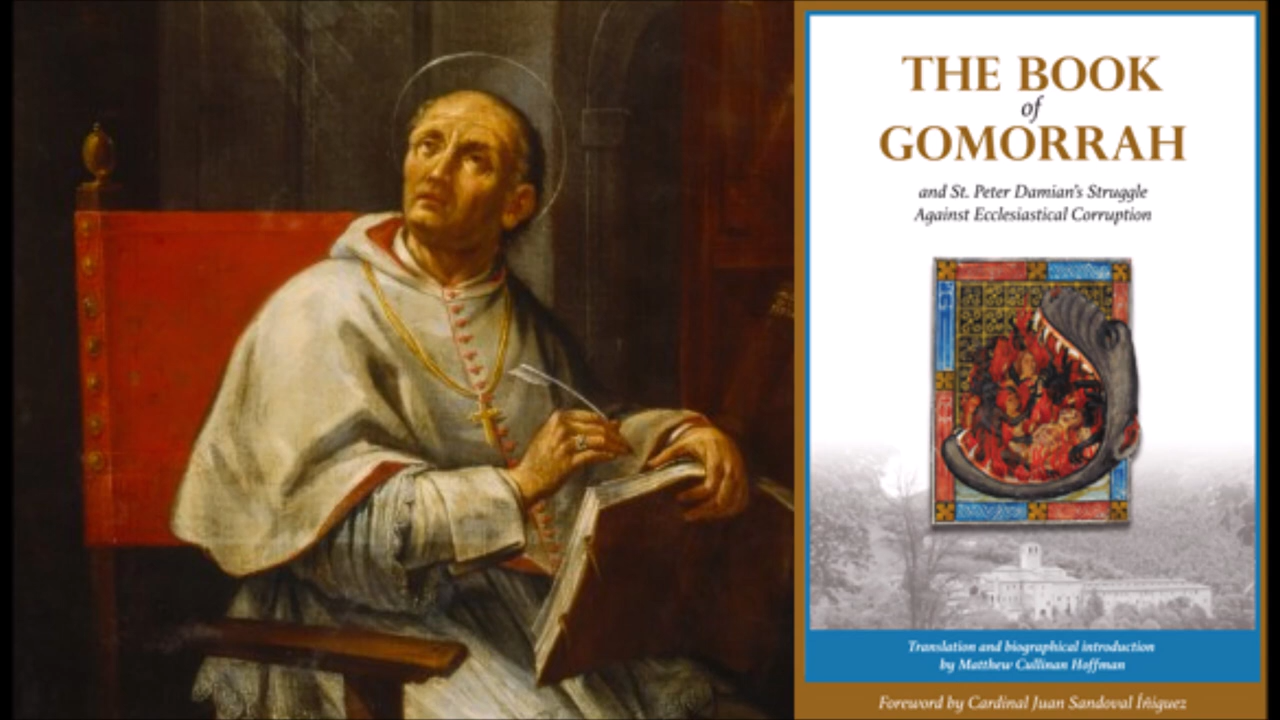 THE BOOK
of
GOMORRAH
and St. Peter Damian's Struggle
Against Ecclesiastical Corruption
Translation and biographical introduction
by Matthew Cullinan Hoffman
Foreword by Cardinal Juan Sandoval Íñiguez